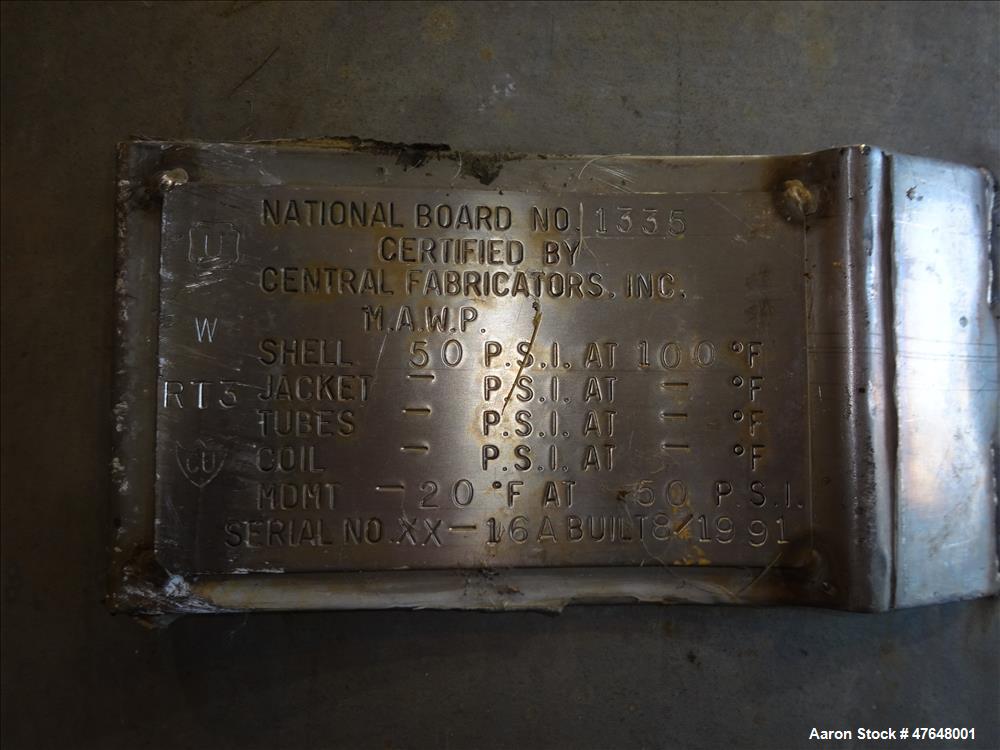 U
NATIONAL BOARD NO. 1335
CERTIFIED BY
CENTRAL FABRICATORS, INC.
M.A.W.P.
W
SHELL 50 P.S.I. AT 100 °F
RT3 JACKET - P.S.I. AT - °F
TUBES - P.S.I. AT - °F
COIL - P.S.I. AT - °F
CU
MDMT -20 °F AT 50 P.S.I.
SERIAL NO. XX-16A BUILT 8/1991
Aaron Stock # 47648001